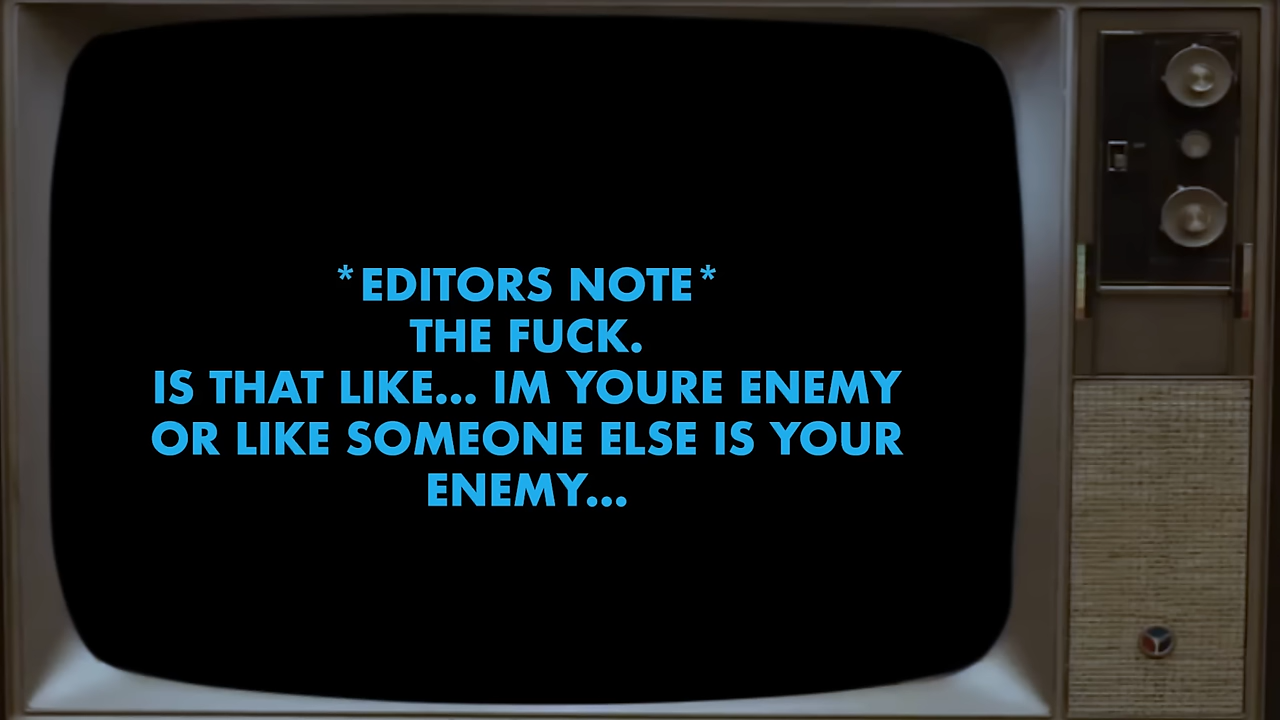 *EDITORS NOTE*
THE FUCK.
IS THAT LIKE... IM YOURE ENEMY
OR LIKE SOMEONE ELSE IS YOUR
ENEMY...